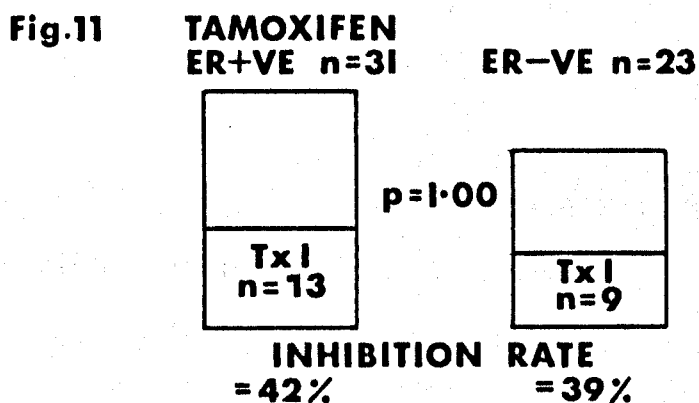 Fig.11 TAMOXIFEN
ER+VE n=31 ER-VE n=23
p=1·00
Tx I
n=13
Tx I
n=9
INHIBITION RATE
=42% =39%